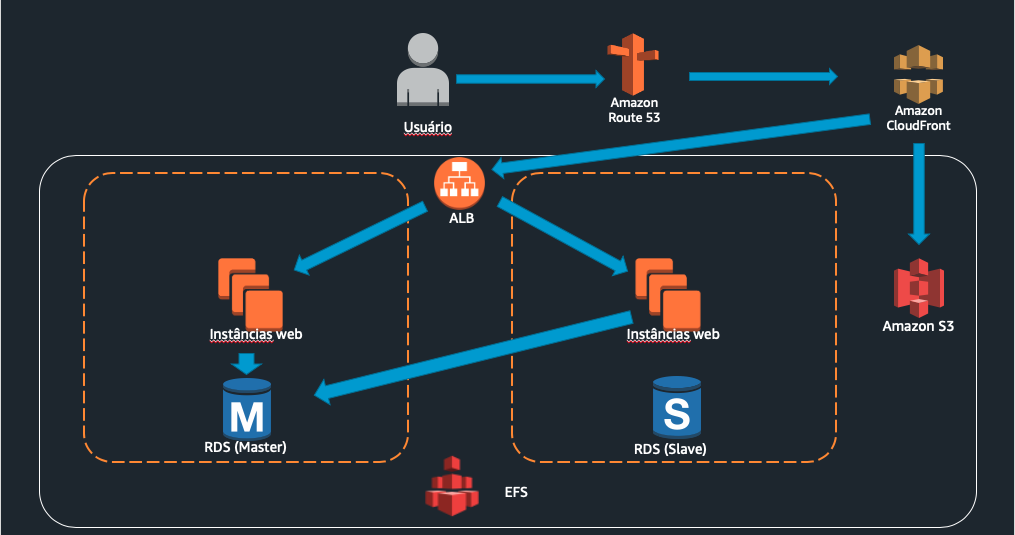 Usuário
Amazon
Route 53
Amazon
CloudFront
ALB
Instâncias web
Instâncias web
Amazon S3
M
RDS (Master)
S
RDS (Slave)
EFS